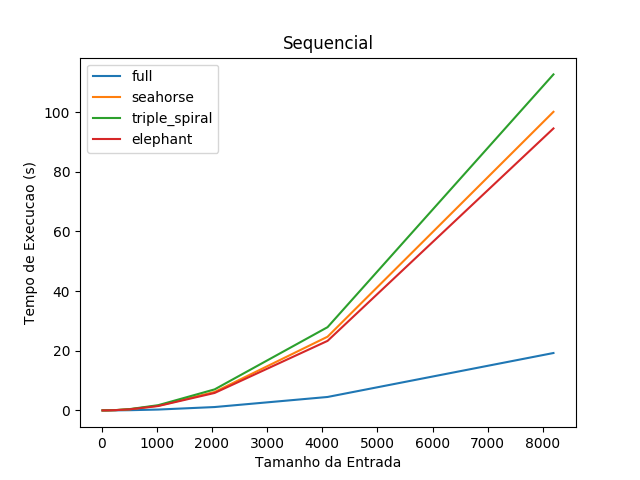 Sequencial
full
seahorse
triple_spiral
elephant
Tempo de Execucao (s)
100
80
60
40
20
0
0 1000 2000 3000 4000 5000 6000 7000 8000
Tamanho da Entrada